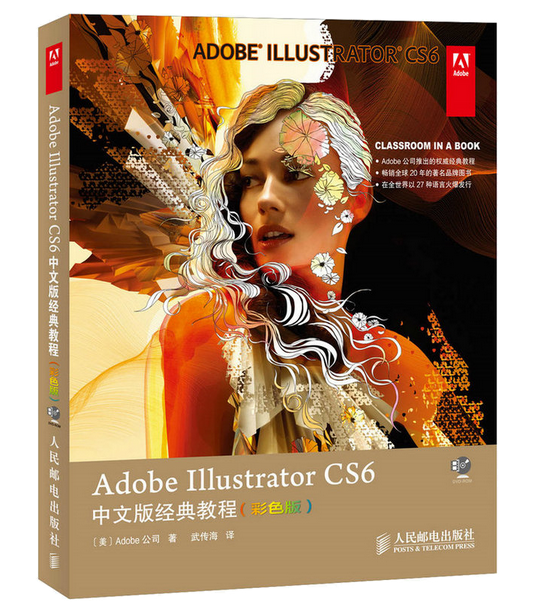 Adobe
Adobe Illustrator CS6 中文版经典教程（彩色版）
人民邮电出版社
ADOBE® ILLUSTRATOR® CS6
Adobe
CLASSROOM IN A BOOK
• Adobe 公司推出的权威经典教程
• 畅销全球 20 年的著名品牌图书
• 在全世界以 27 种语言火爆发行
Adobe Illustrator CS6
DVD-ROM
中文版经典教程（彩色版）
〔美〕Adobe 公司 著 武传海 译
人民邮电出版社
POSTS & TELECOM PRESS